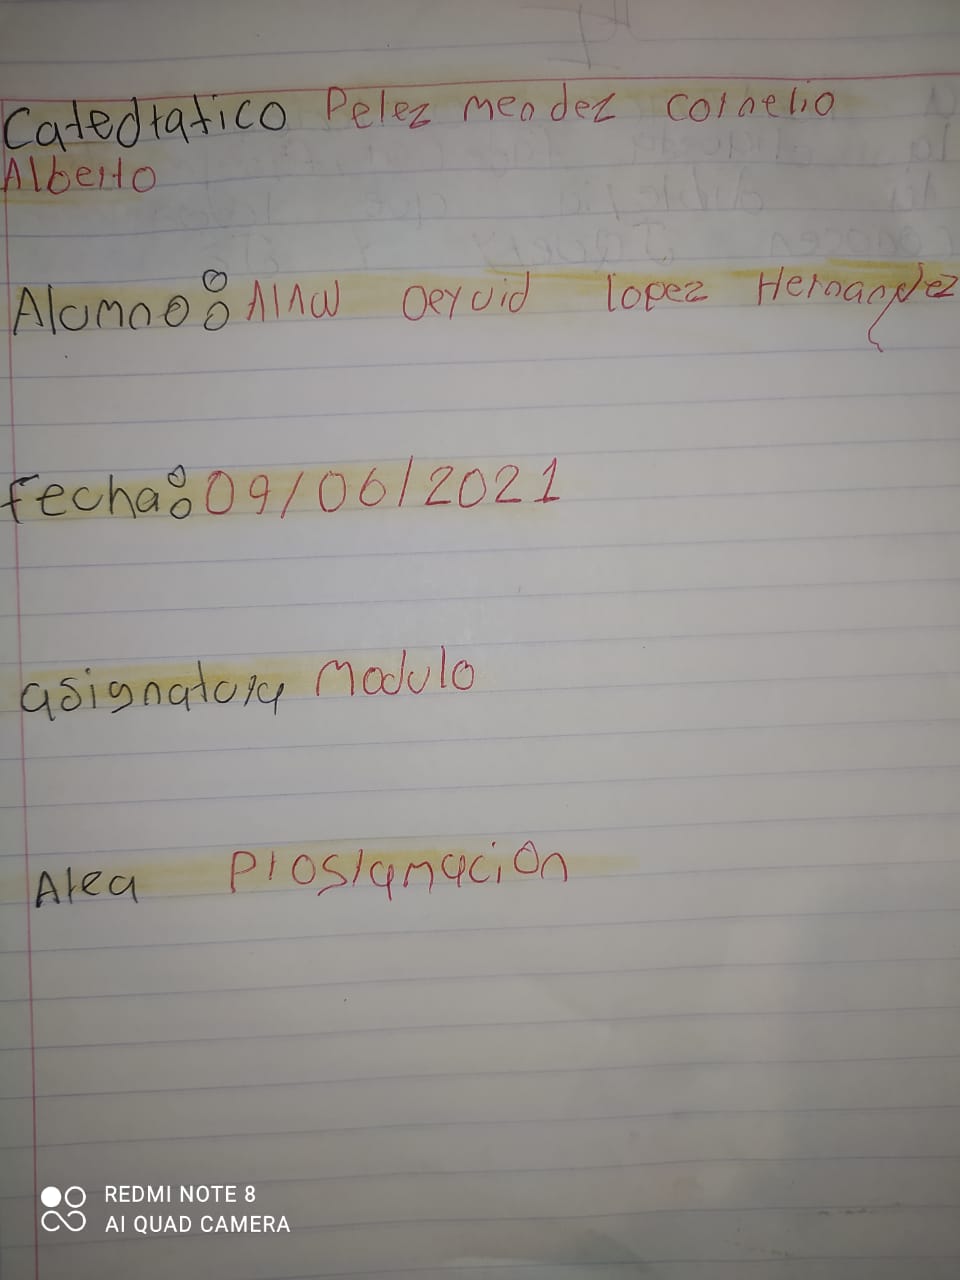 Catedratico Perez mendez cornelio
Alberto
Alumno: Deyvid lopez Hernandez
fecha: 09/06/2021
asignatura Modulo
Area Programacion
REDMI NOTE 8
AI QUAD CAMERA